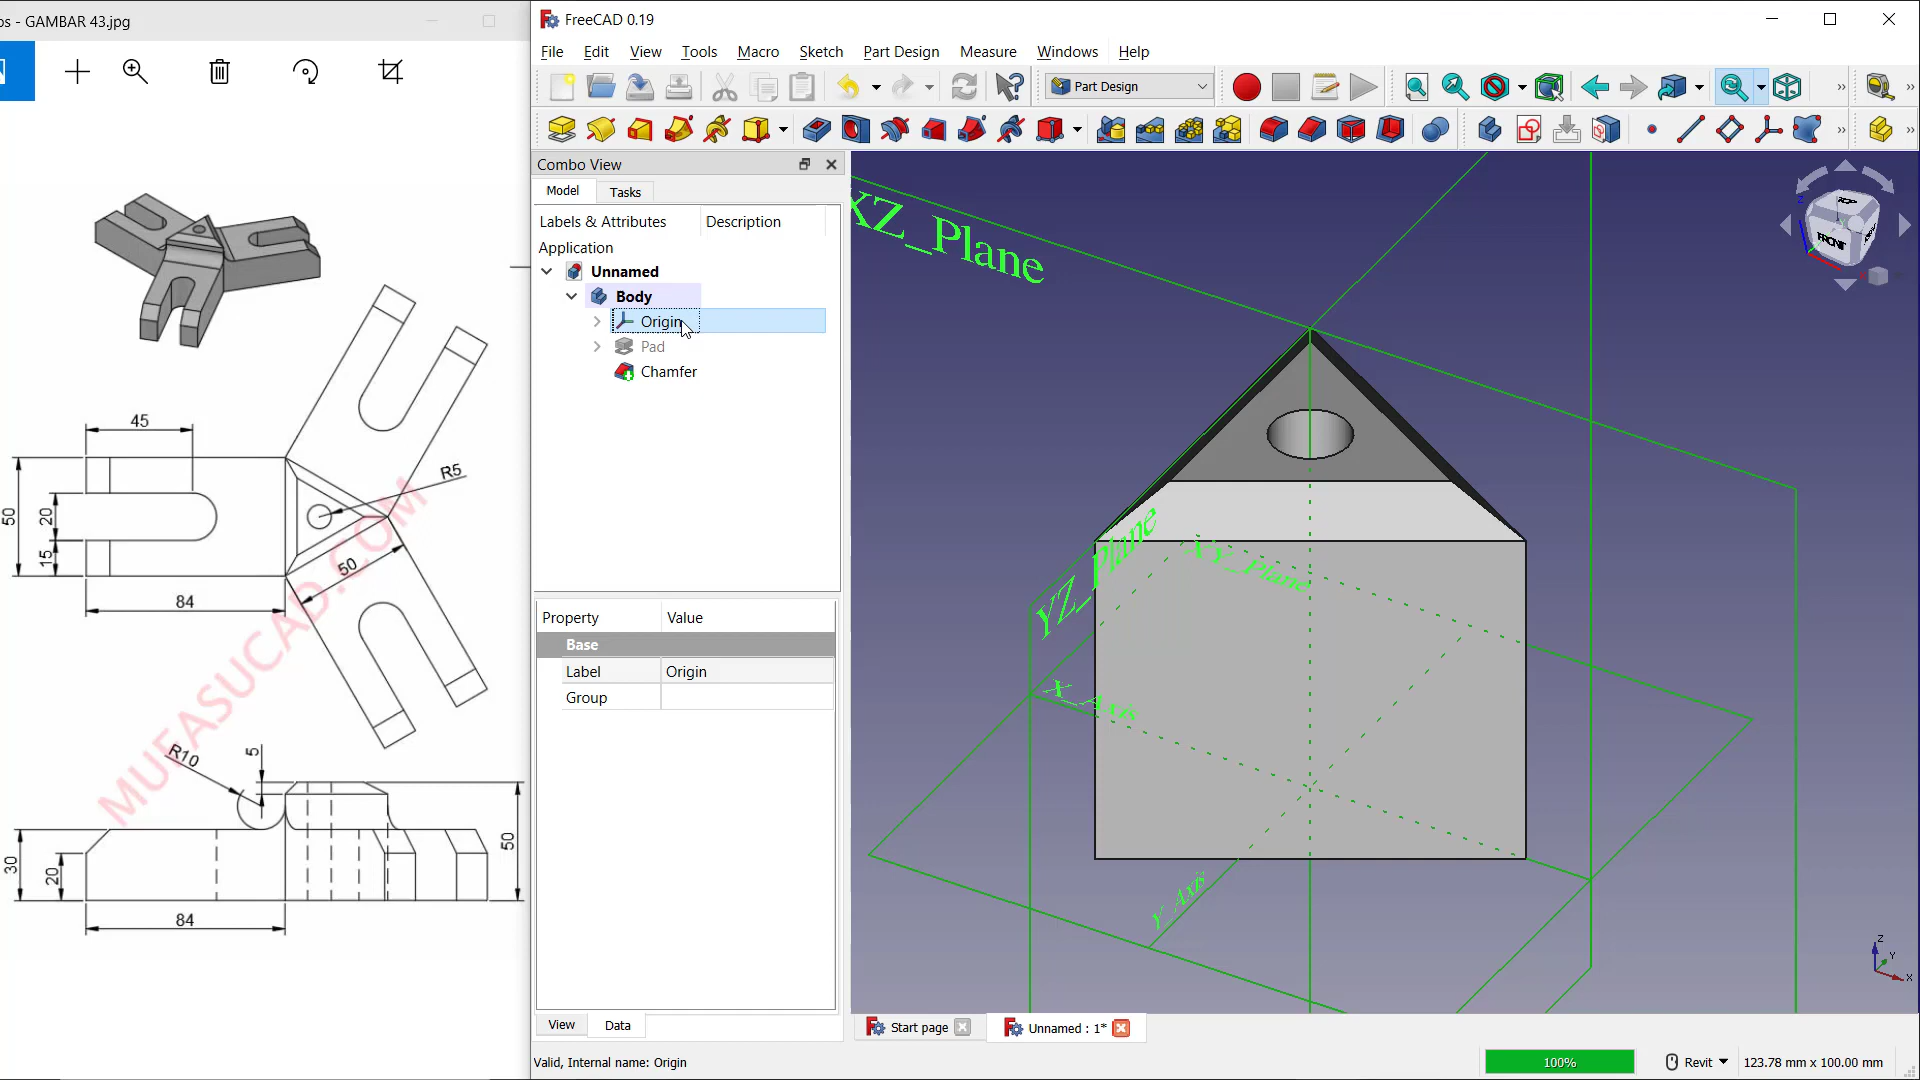 os - GAMBAR 43.jpg
FreeCAD 0.19
File Edit View Tools Macro Sketch Part Design Measure Windows Help
Part Design
Combo View
Model Tasks
Labels & Attributes Description
Application
Unnamed
Body
Origin
Pad
Chamfer
Property Value
Base
Label Origin
Group
View Data
Valid, Internal name: Origin
XZ_Plane
YZ_Plane
XY_Plane
X_Axis
Y_Axis
TOP
FRONT
Z
Z
Y
X
Start page
Unnamed : 1*
100%
Revit
123.78 mm x 100.00 mm
45
R5
50
20
15
50
84
MUFASUCAD.COM
R10
5
30
20
50
84